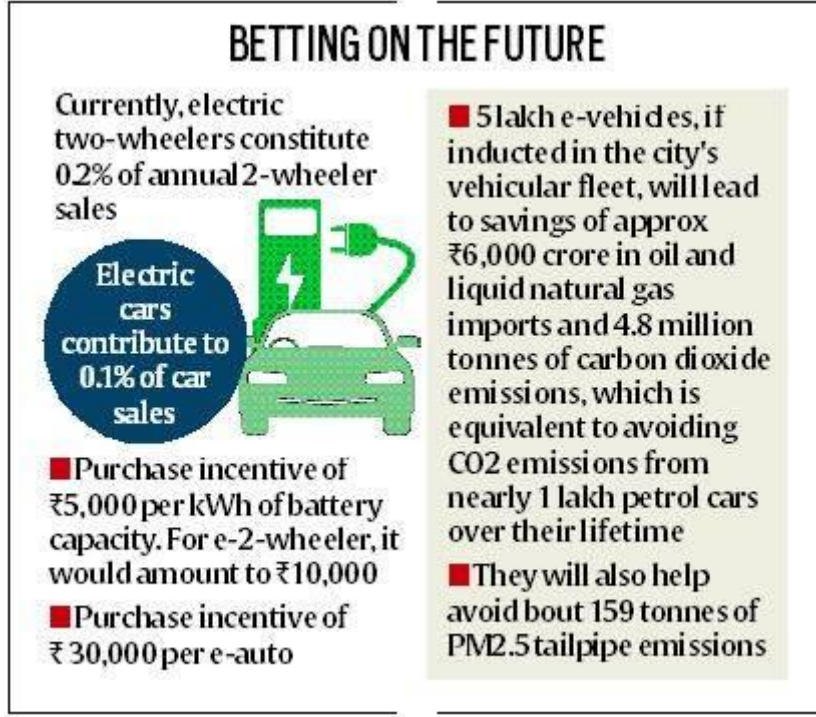 BETTING ON THE FUTURE
Currently, electric
two-wheelers constitute
0.2% of annual 2-wheeler
sales
Electric
cars
contribute to
0.1% of car
sales
■ Purchase incentive of
₹5,000 per kWh of battery
capacity. For e-2-wheeler, it
would amount to ₹10,000
■ Purchase incentive of
₹ 30,000 per e-auto
■ 5 lakh e-vehicles, if
inducted in the city's
vehicular fleet, will lead
to savings of approx
₹6,000 crore in oil and
liquid natural gas
imports and 4.8 million
tonnes of carbon dioxide
emissions, which is
equivalent to avoiding
CO2 emissions from
nearly 1 lakh petrol cars
over their lifetime
■ They will also help
avoid bout 159 tonnes of
PM2.5 tailpipe emissions